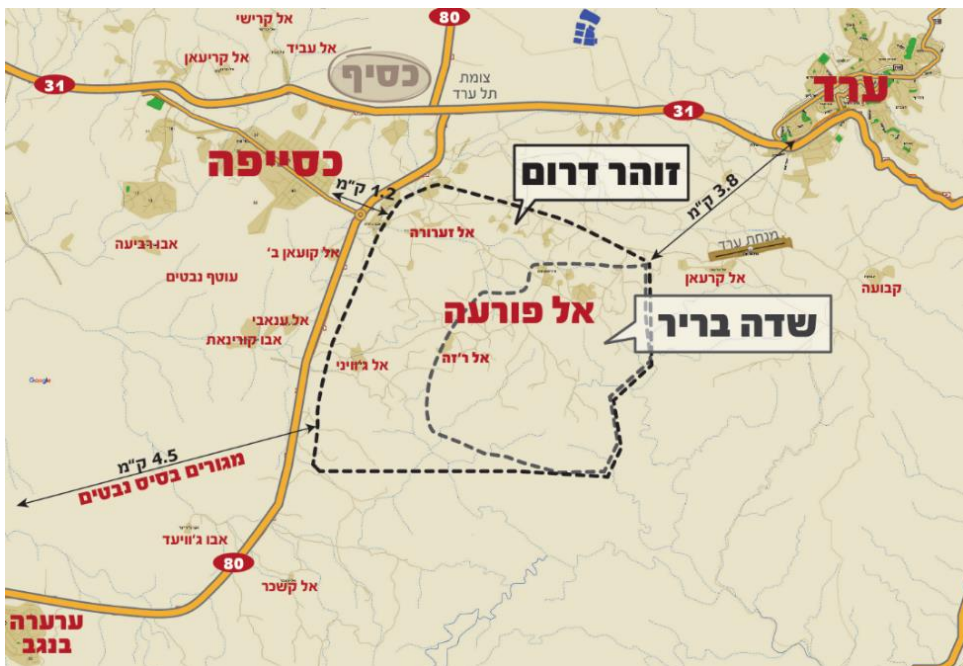 80
אל קרישי
אל עביד
אל קריעאן
כסיף
צומת
תל ערד
31
31
ערד
כסייפה
זוהר דרום
1.2 ק"מ
3.8 ק"מ
אל זערורה
מנחת ערד
אבו רביעה
אל קועאן ב'
אל קרעאן
קבועה
עוטף נבטים
אל פורעה
שדה בריר
אל ענאבי
אבו קורינאת
אל רזה
אל ג'וויני
Google
4.5 ק"מ
מגורים בסיס נבטים
אבו ג'וויעד
80
אל קשכר
ערערה
בנגב